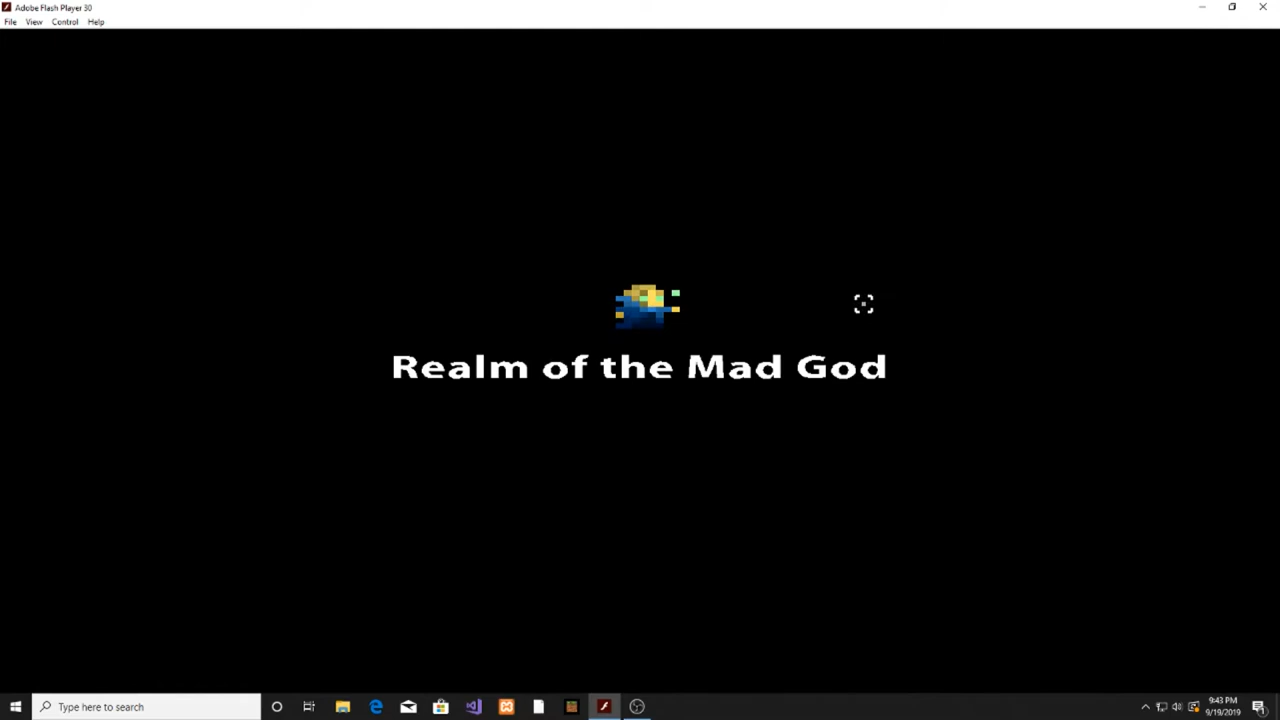 Adobe Flash Player 30
File View Control Help
Realm of the Mad God
Type here to search
9:43 PM
9/19/2019